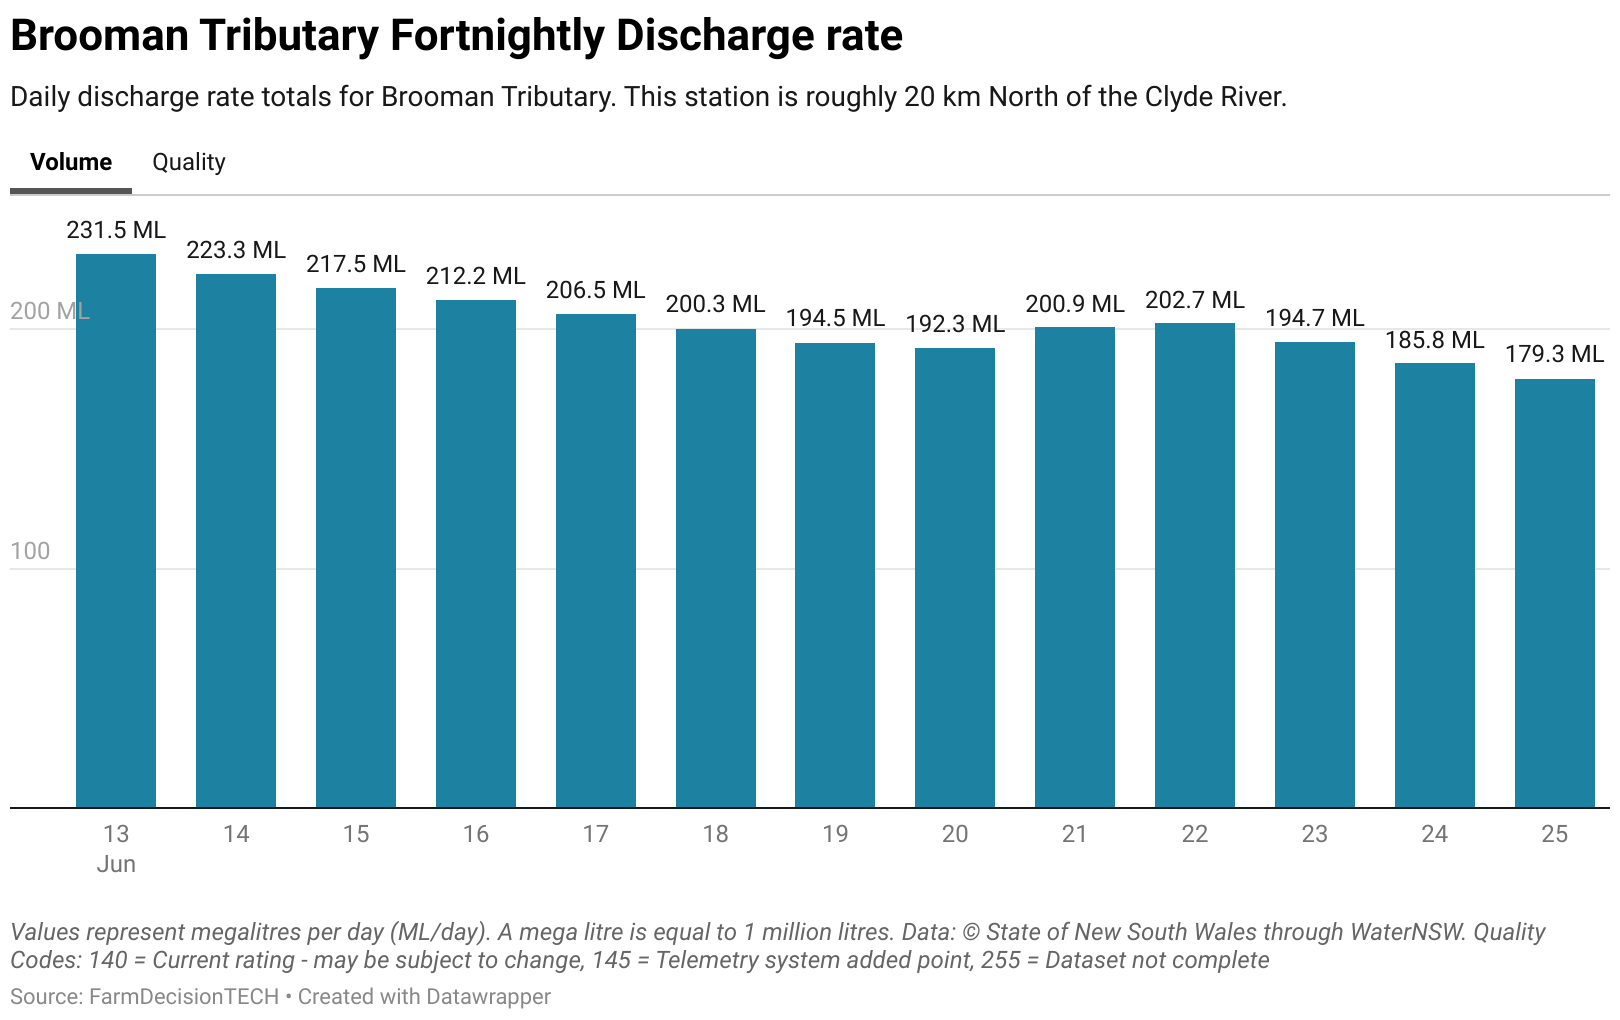 Brooman Tributary Fortnightly Discharge rate
Daily discharge rate totals for Brooman Tributary. This station is roughly 20 km North of the Clyde River.
Volume Quality
231.5 ML 223.3 ML 217.5 ML 212.2 ML 206.5 ML 200.3 ML 194.5 ML 192.3 ML 200.9 ML 202.7 ML 194.7 ML 185.8 ML 179.3 ML
200 ML
100
13 14 15 16 17 18 19 20 21 22 23 24 25
Jun
Values represent megalitres per day (ML/day). A mega litre is equal to 1 million litres. Data: © State of New South Wales through WaterNSW. Quality
Codes: 140 = Current rating - may be subject to change, 145 = Telemetry system added point, 255 = Dataset not complete
Source: FarmDecisionTECH • Created with Datawrapper